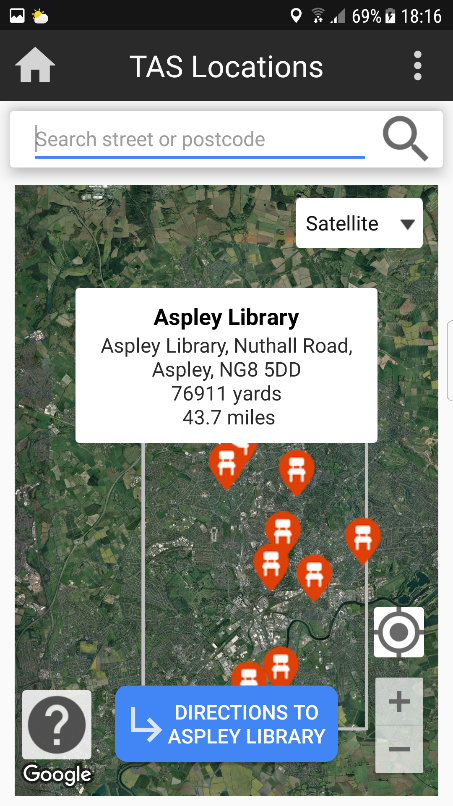 69% 18:16
TAS Locations
Search street or postcode
Satellite
Aspley Library
Aspley Library, Nuthall Road,
Aspley, NG8 5DD
76911 yards
43.7 miles
DIRECTIONS TO
ASPLEY LIBRARY
Google